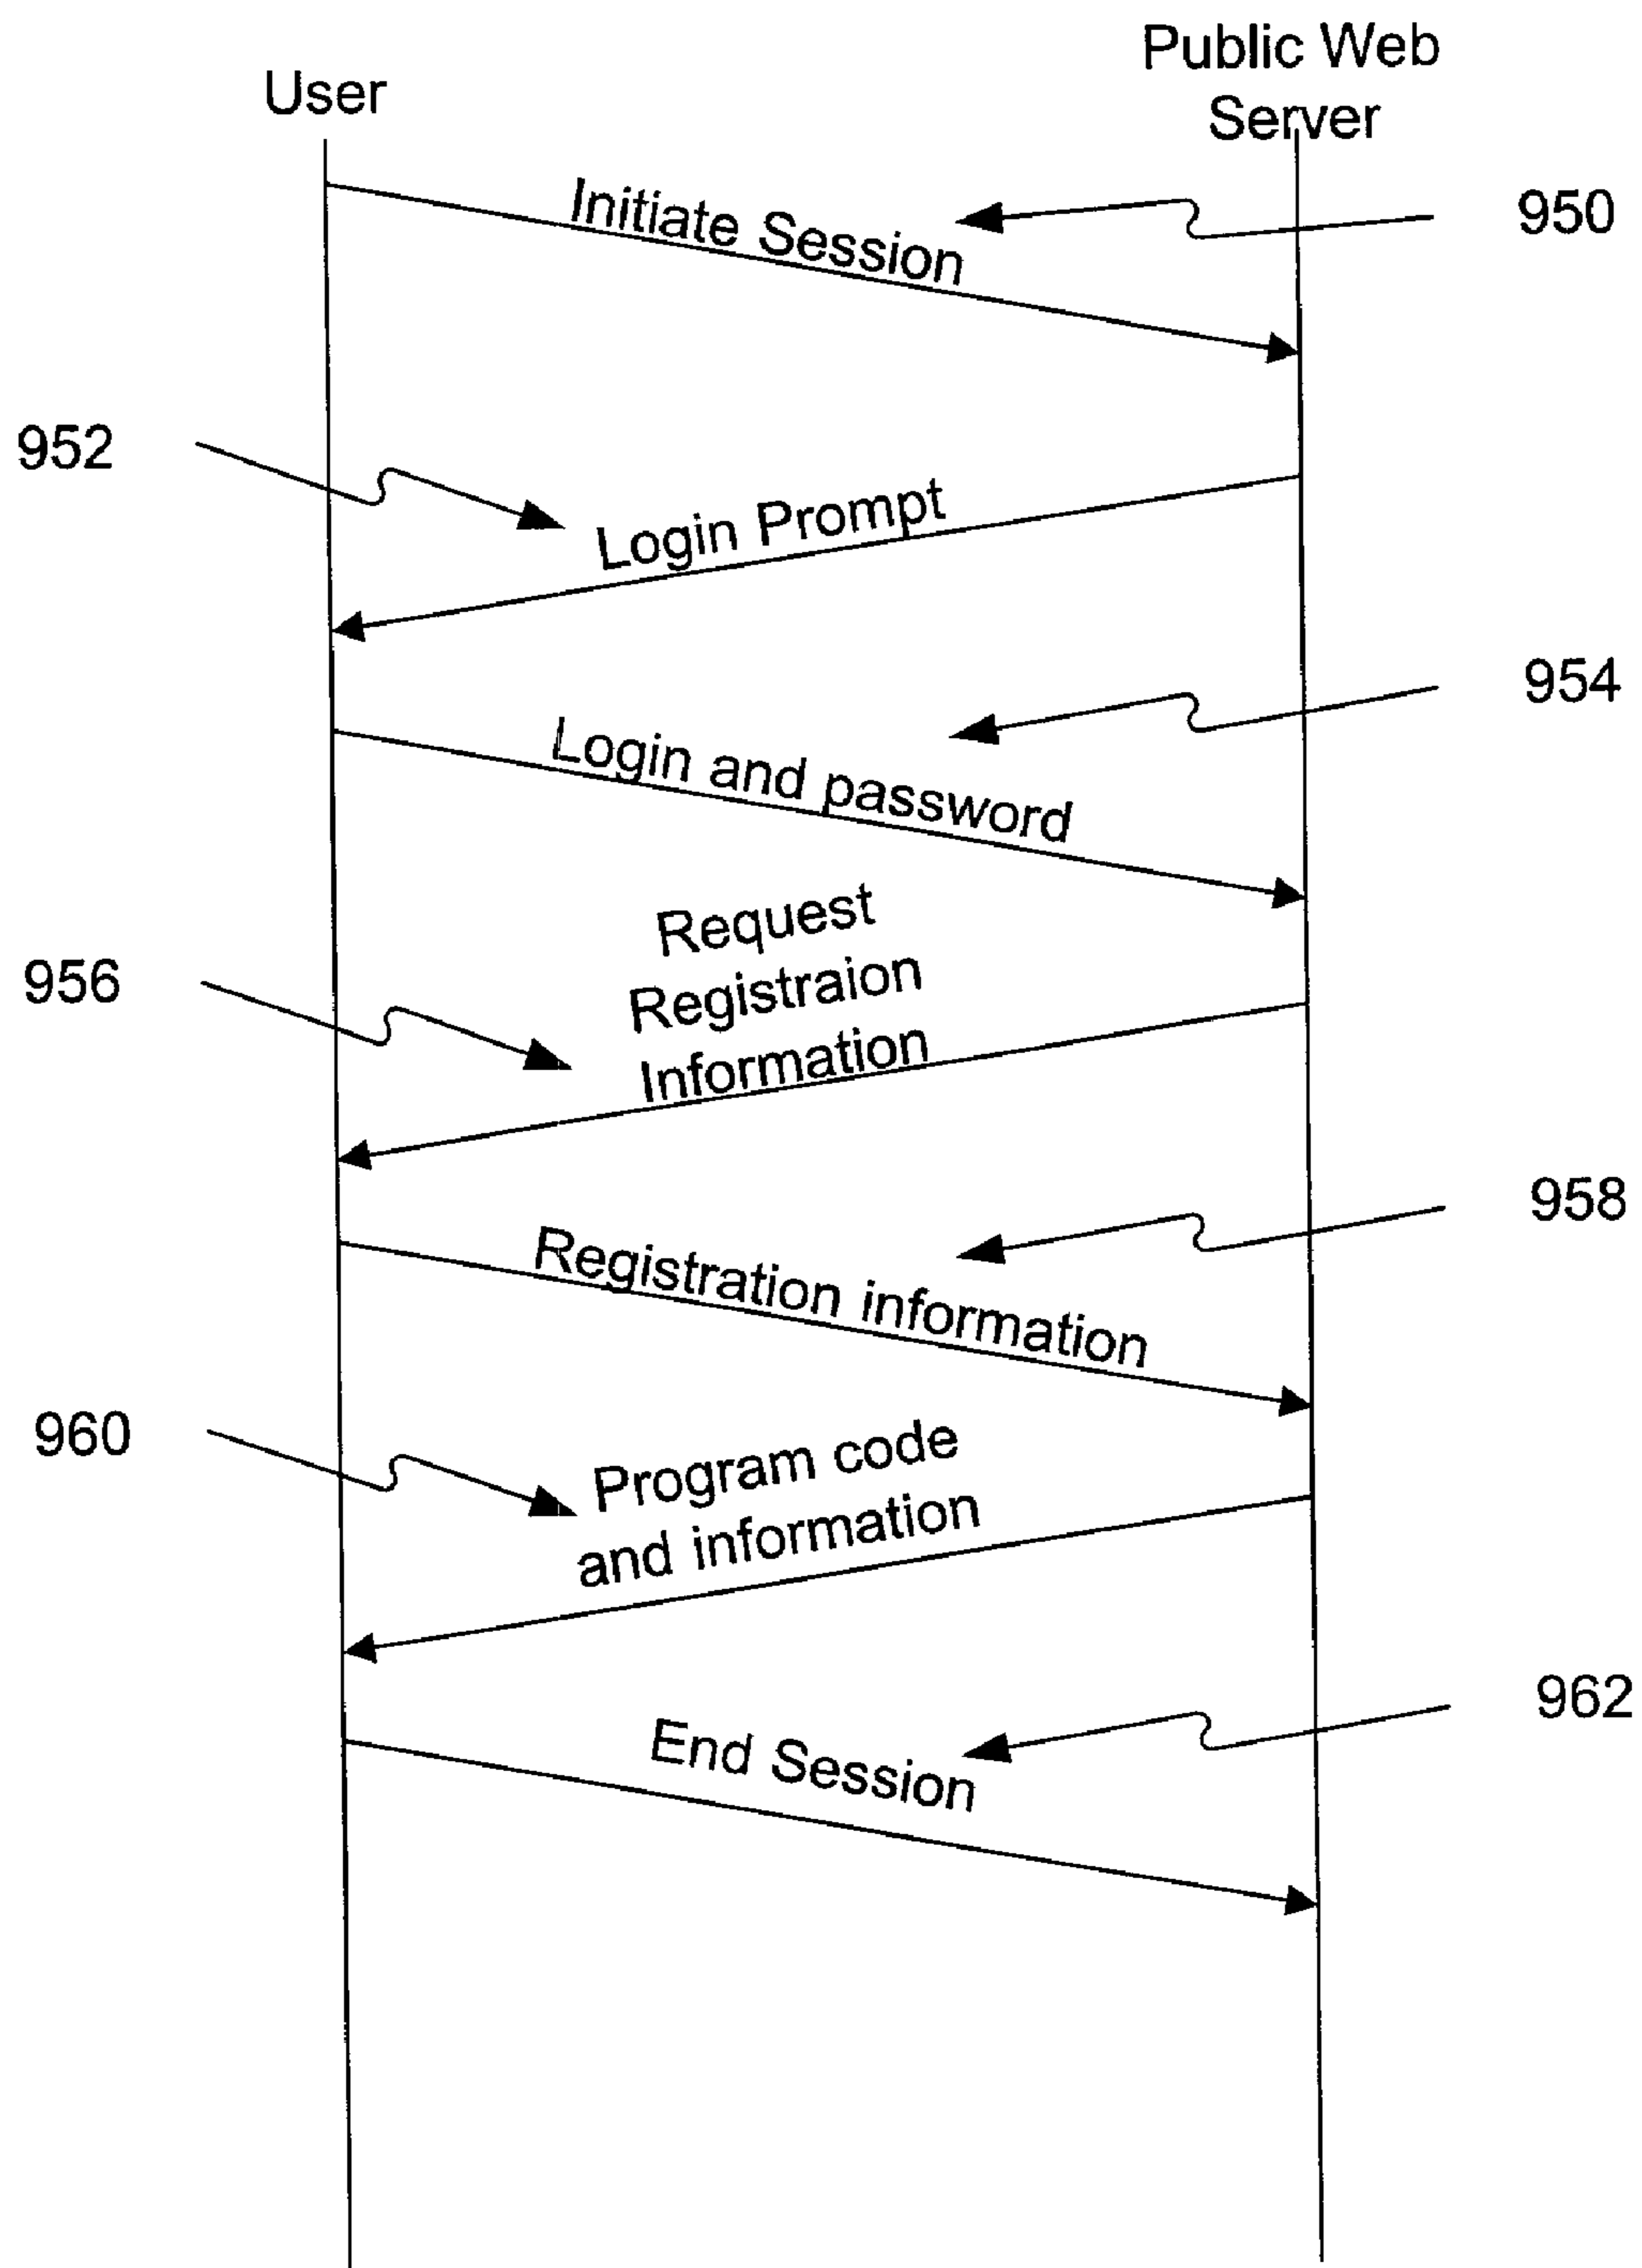 User
Public Web
Server
Initiate Session
950
952
Login Prompt
954
Login and password
Request
Registraion
Information
956
958
Registration information
960
Program code
and information
962
End Session